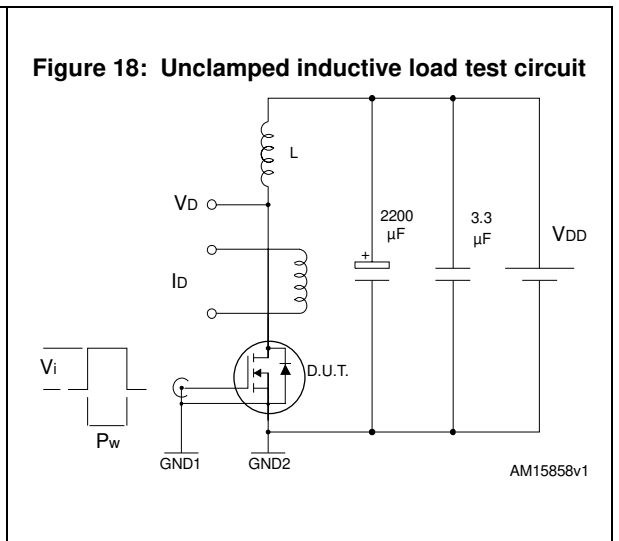 Figure 18: Unclamped inductive load test circuit
L
VD
2200
µF
3.3
µF
VDD
+
ID
Vi
D.U.T.
Pw
GND1
GND2
AM15858v1